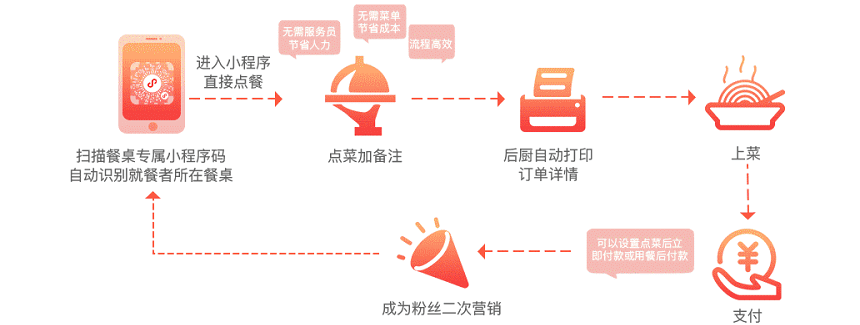 无需服务员
节省人力
无需菜单
节省成本
流程高效
进入小程序
直接点餐
扫描餐桌专属小程序码
自动识别就餐者所在餐桌
点菜加备注
后厨自动打印
订单详情
上菜
可以设置点菜后立
即付款或用餐后付款
成为粉丝二次营销
支付